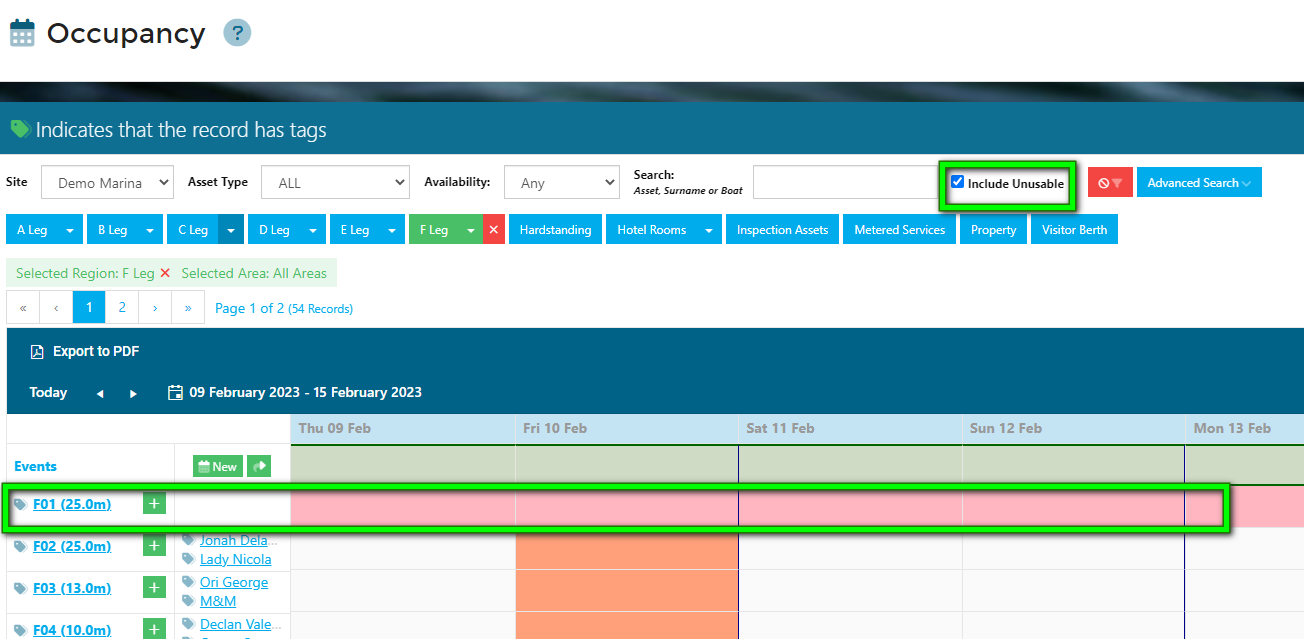 Occupancy ?
Indicates that the record has tags
Site Demo Marina Asset Type ALL Availability: Any Search: Asset, Surname or Boat Include Unusable Advanced Search
A Leg B Leg C Leg D Leg E Leg F Leg × Hardstanding Hotel Rooms Inspection Assets Metered Services Property Visitor Berth
Selected Region: F Leg × Selected Area: All Areas
« ‹ 1 2 › » Page 1 of 2 (54 Records)
Export to PDF
Today 09 February 2023 - 15 February 2023
Thu 09 Feb Fri 10 Feb Sat 11 Feb Sun 12 Feb Mon 13 Feb
Events New
F01 (25.0m) +
F02 (25.0m) + Jonah Dela...
Lady Nicola
F03 (13.0m) + Ori George
M&M
F04 (10.0m) + Declan Vale...